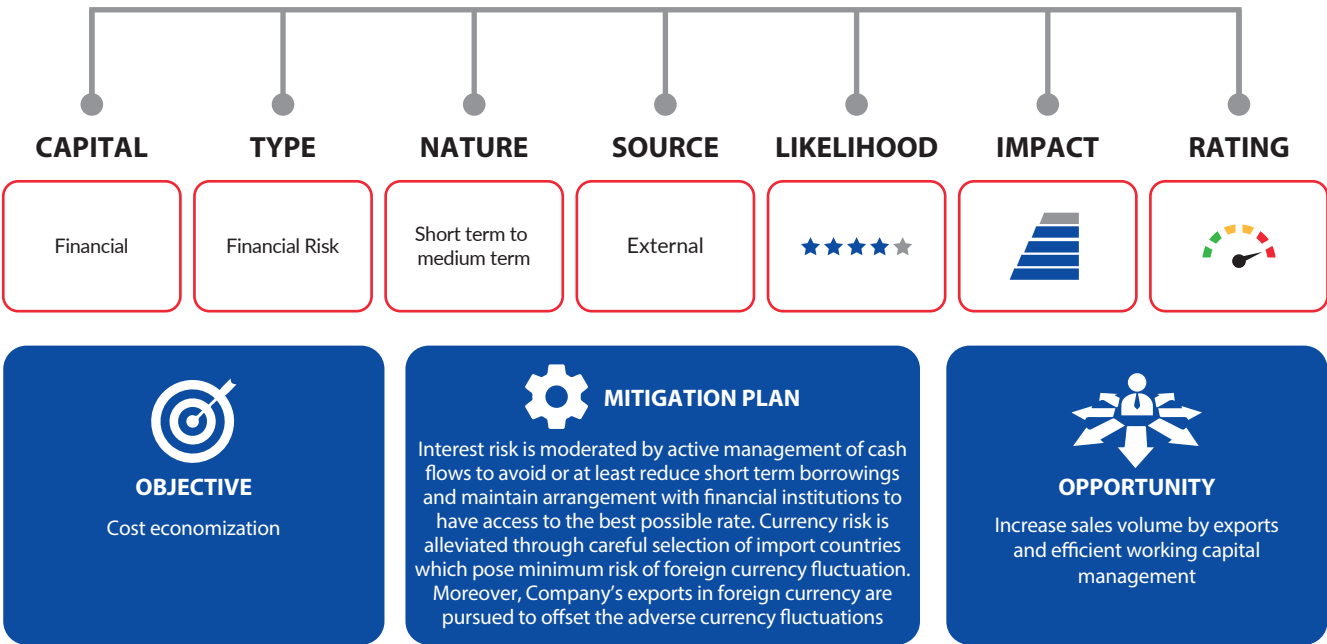 CAPITAL
TYPE
NATURE
SOURCE
LIKELIHOOD
IMPACT
RATING
Financial
Financial Risk
Short term to
medium term
External
OBJECTIVE
Cost economization
MITIGATION PLAN
Interest risk is moderated by active management of cash
flows to avoid or at least reduce short term borrowings
and maintain arrangement with financial institutions to
have access to the best possible rate. Currency risk is
alleviated through careful selection of import countries
which pose minimum risk of foreign currency fluctuation.
Moreover, Company's exports in foreign currency are
pursued to offset the adverse currency fluctuations
OPPORTUNITY
Increase sales volume by exports
and efficient working capital
management